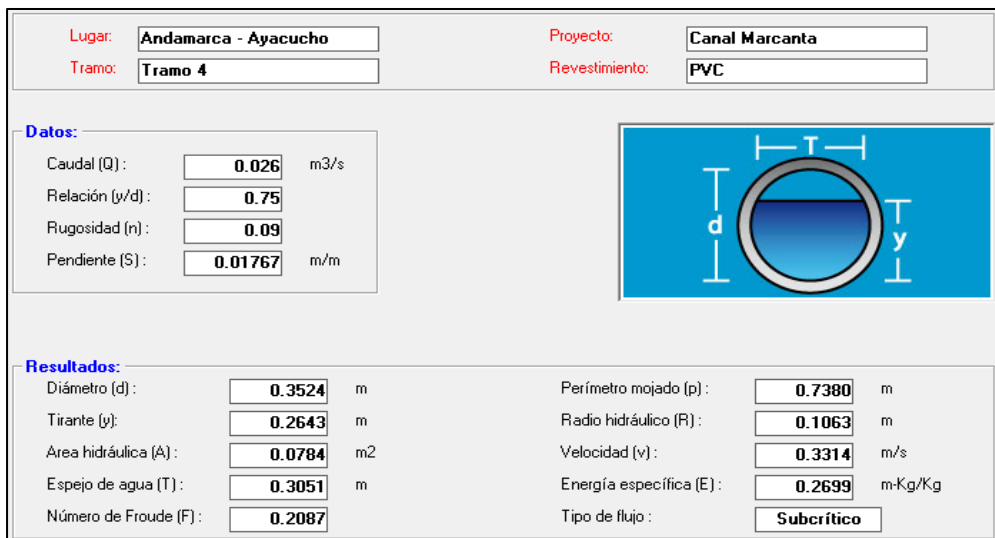 Lugar: Andamarca - Ayacucho Proyecto: Canal Marcanta
Tramo: Tramo 4 Revestimiento: PVC
Datos:
Caudal (Q) : 0.026 m3/s
Relación (y/d) : 0.75
Rugosidad (n) : 0.09
Pendiente (S) : 0.01767 m/m
T
d
y
Resultados:
Diámetro (d) : 0.3524 m Perímetro mojado (p) : 0.7380 m
Tirante (y): 0.2643 m Radio hidráulico (R) : 0.1063 m
Area hidráulica (A) : 0.0784 m2 Velocidad (v) : 0.3314 m/s
Espejo de agua (T) : 0.3051 m Energía específica (E) : 0.2699 m-Kg/Kg
Número de Froude (F) : 0.2087 Tipo de flujo : Subcrítico